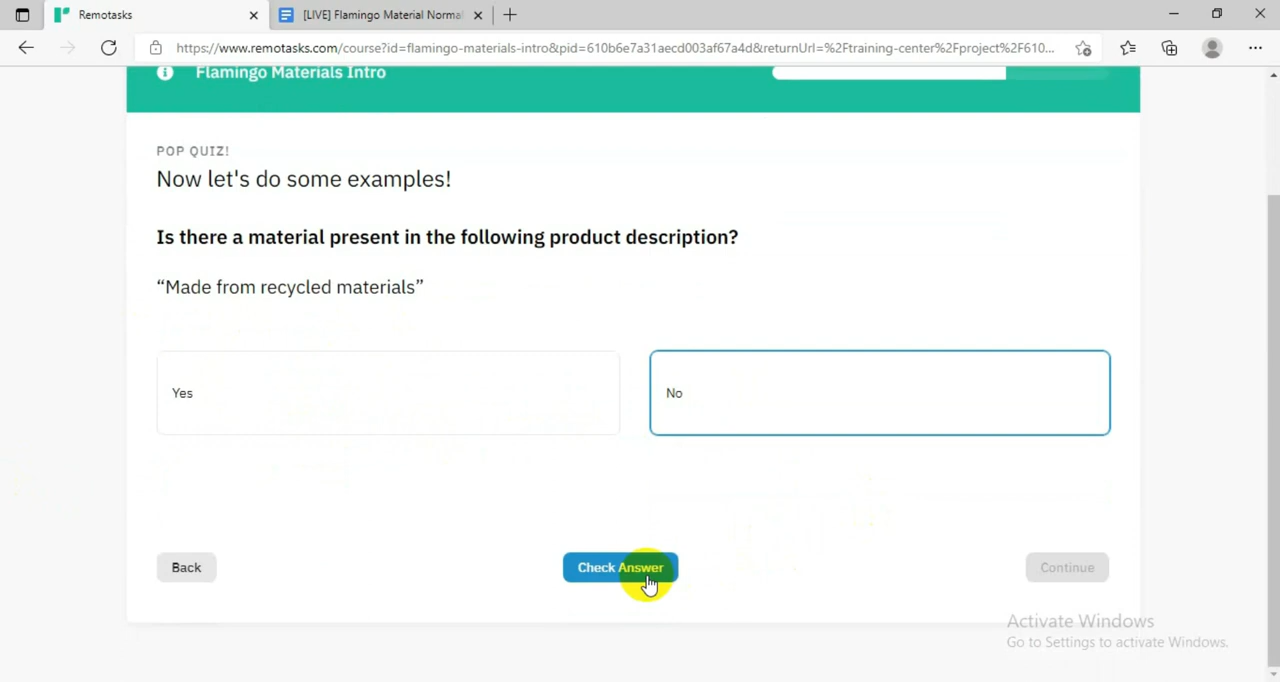 Remotasks
[LIVE] Flamingo Material Normal
https://www.remotasks.com/course?id=flamingo-materials-intro&pid=610b6e7a31aecd003af67a4d&returnUrl=%2Ftraining-center%2Fproject%2F610...
Flamingo Materials Intro
POP QUIZ!
Now let's do some examples!
Is there a material present in the following product description?
“Made from recycled materials”
Yes
No
Back
Check Answer
Continue
Activate Windows
Go to Settings to activate Windows.